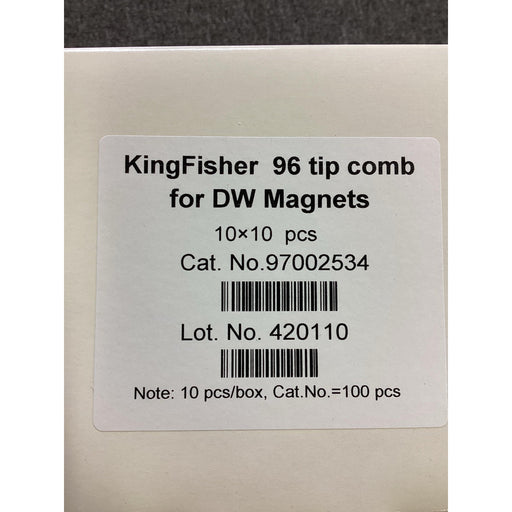 KingFisher 96 tip comb
for DW Magnets
10×10 pcs
Cat. No.97002534
Lot. No. 420110
Note: 10 pcs/box, Cat.No.=100 pcs